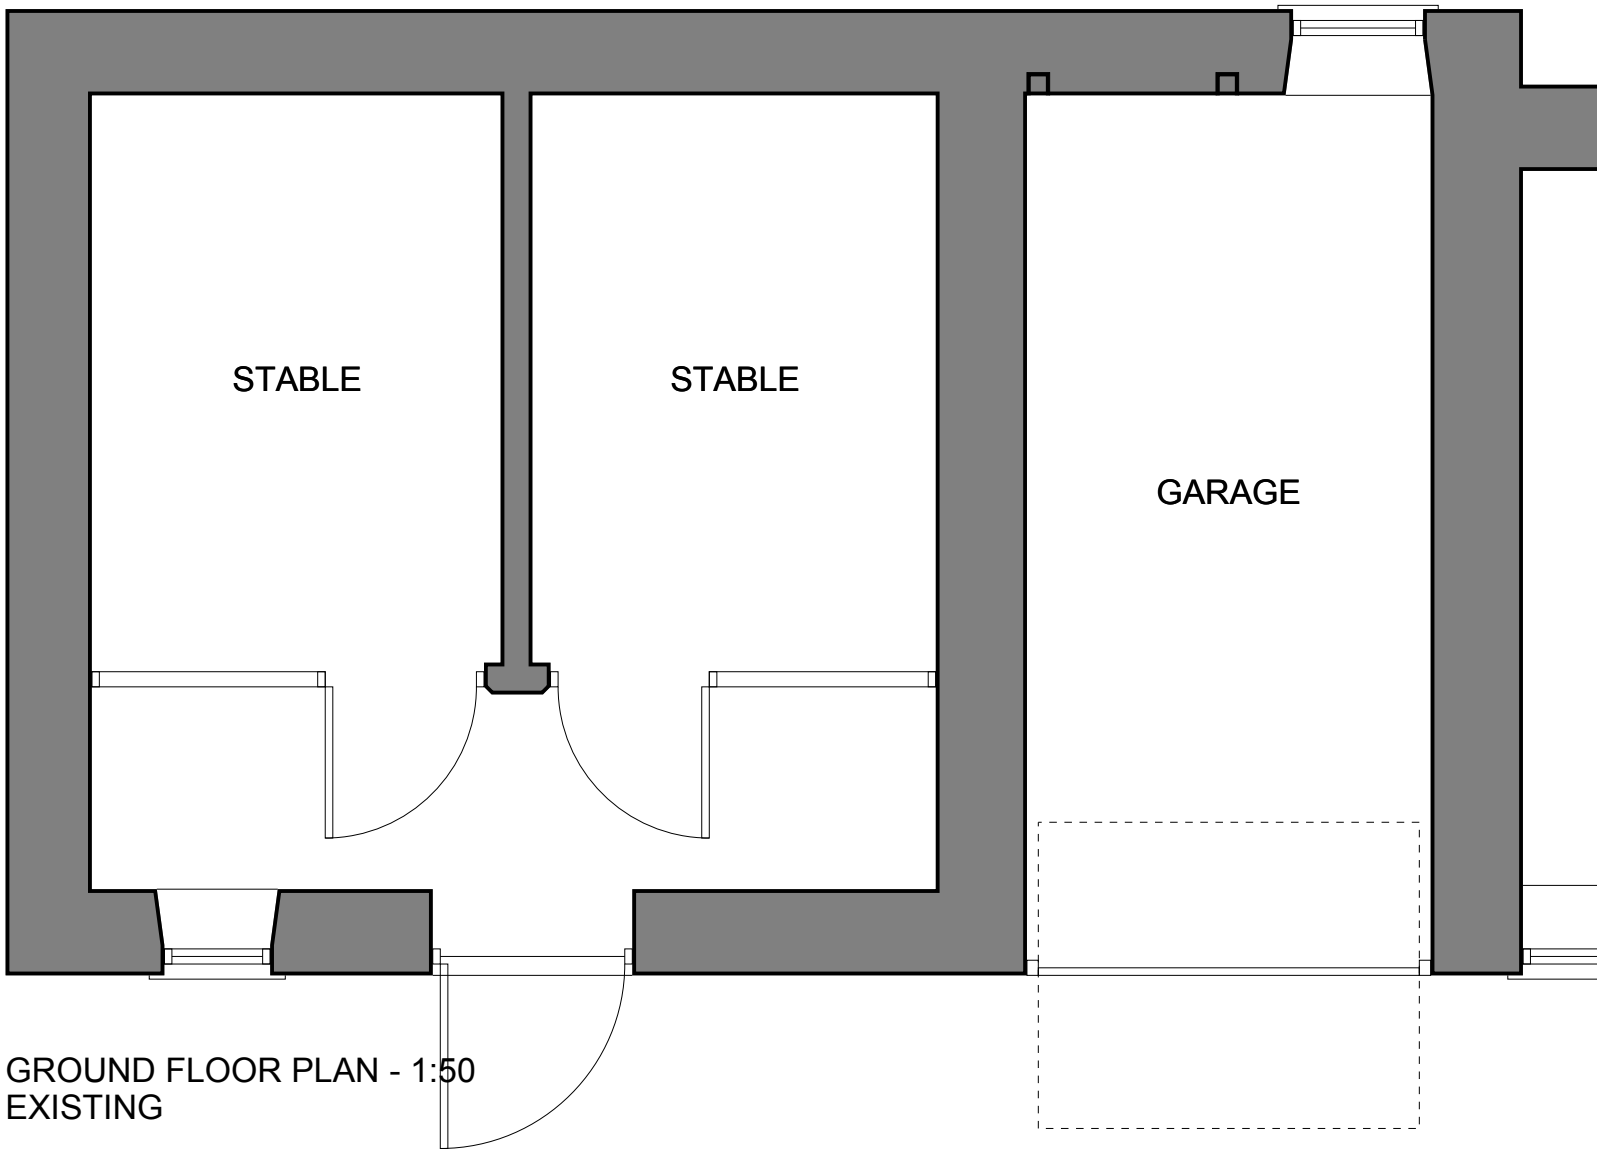 STABLE
STABLE
GARAGE
GROUND FLOOR PLAN - 1:50
EXISTING